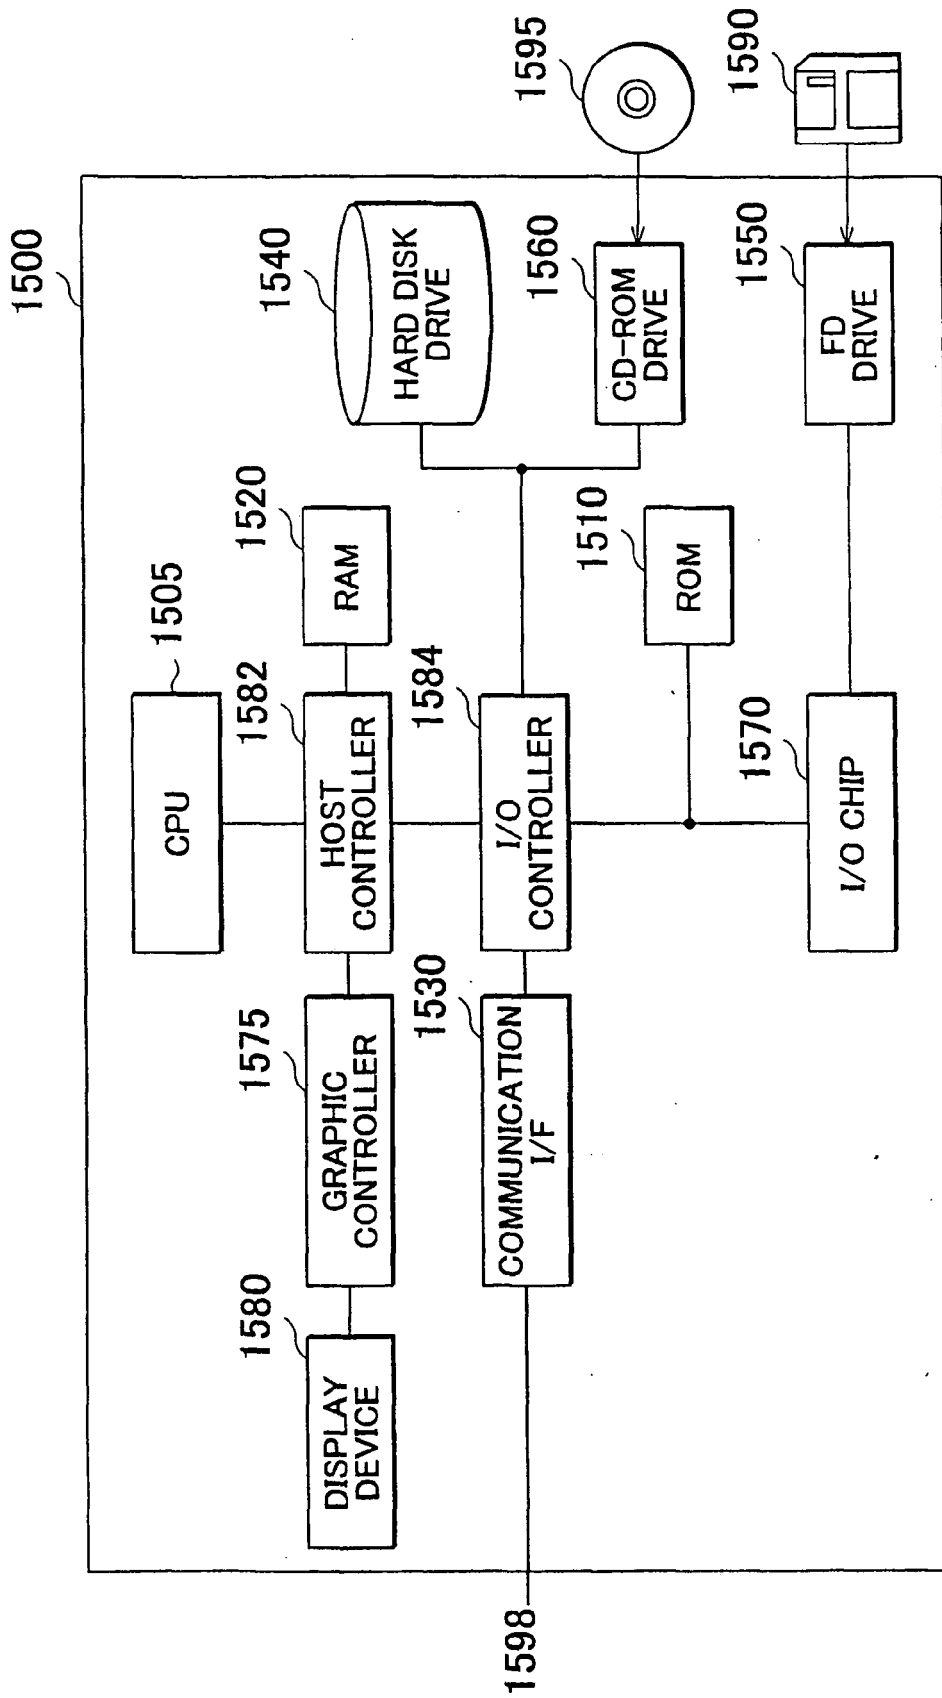 1500
CPU
1505
1582
HOST
CONTROLLER
1520
RAM
1575
GRAPHIC
CONTROLLER
1580
DISPLAY
DEVICE
1540
HARD DISK
DRIVE
1584
I/O
CONTROLLER
1530
COMMUNICATION
I/F
1598
1560
CD-ROM
DRIVE
1595
1510
ROM
1570
I/O CHIP
1550
FD
DRIVE
1590